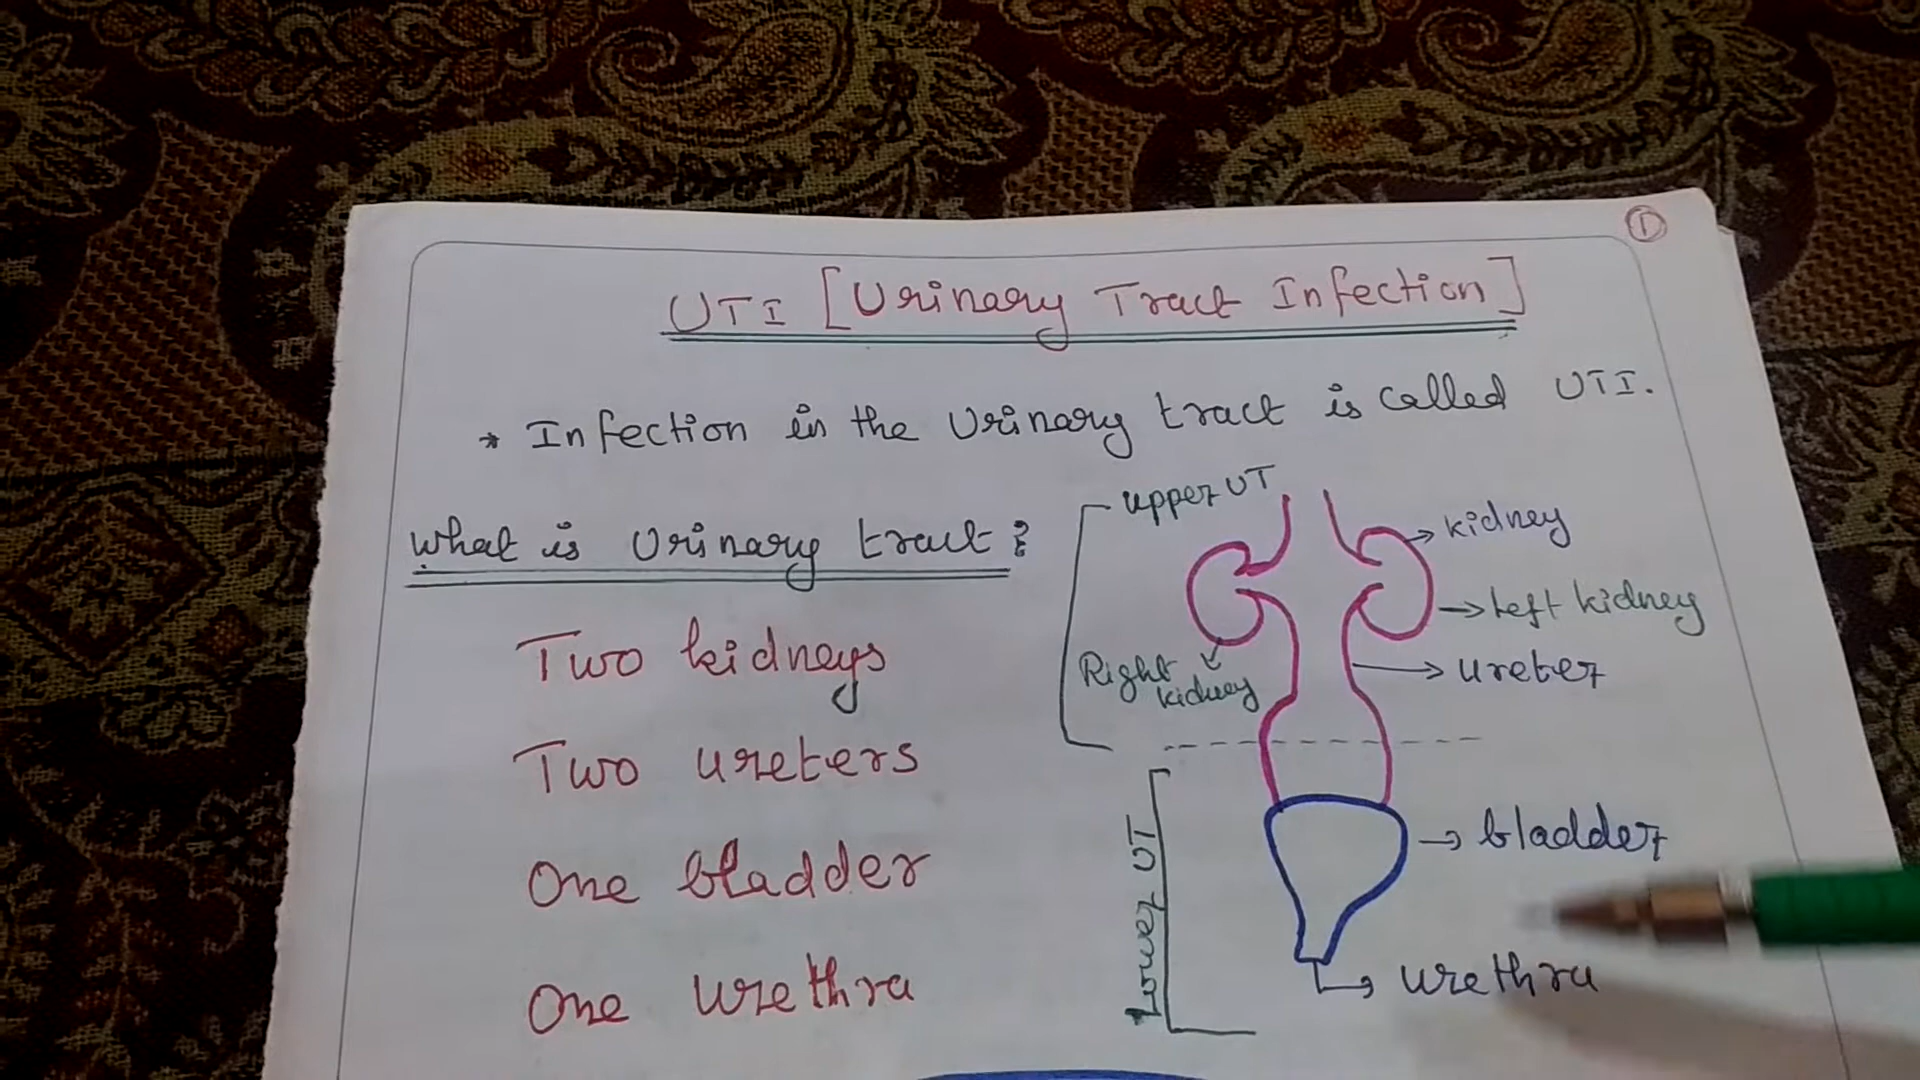 1
UTI [Urinary Tract Infection]
* Infection in the Urinary tract is called UTI.
What is Urinary tract?
Two kidneys
Two ureters
One bladder
One urethra
upper UT
kidney
left kidney
Right kidney
ureter
Lower UT
bladder
urethra